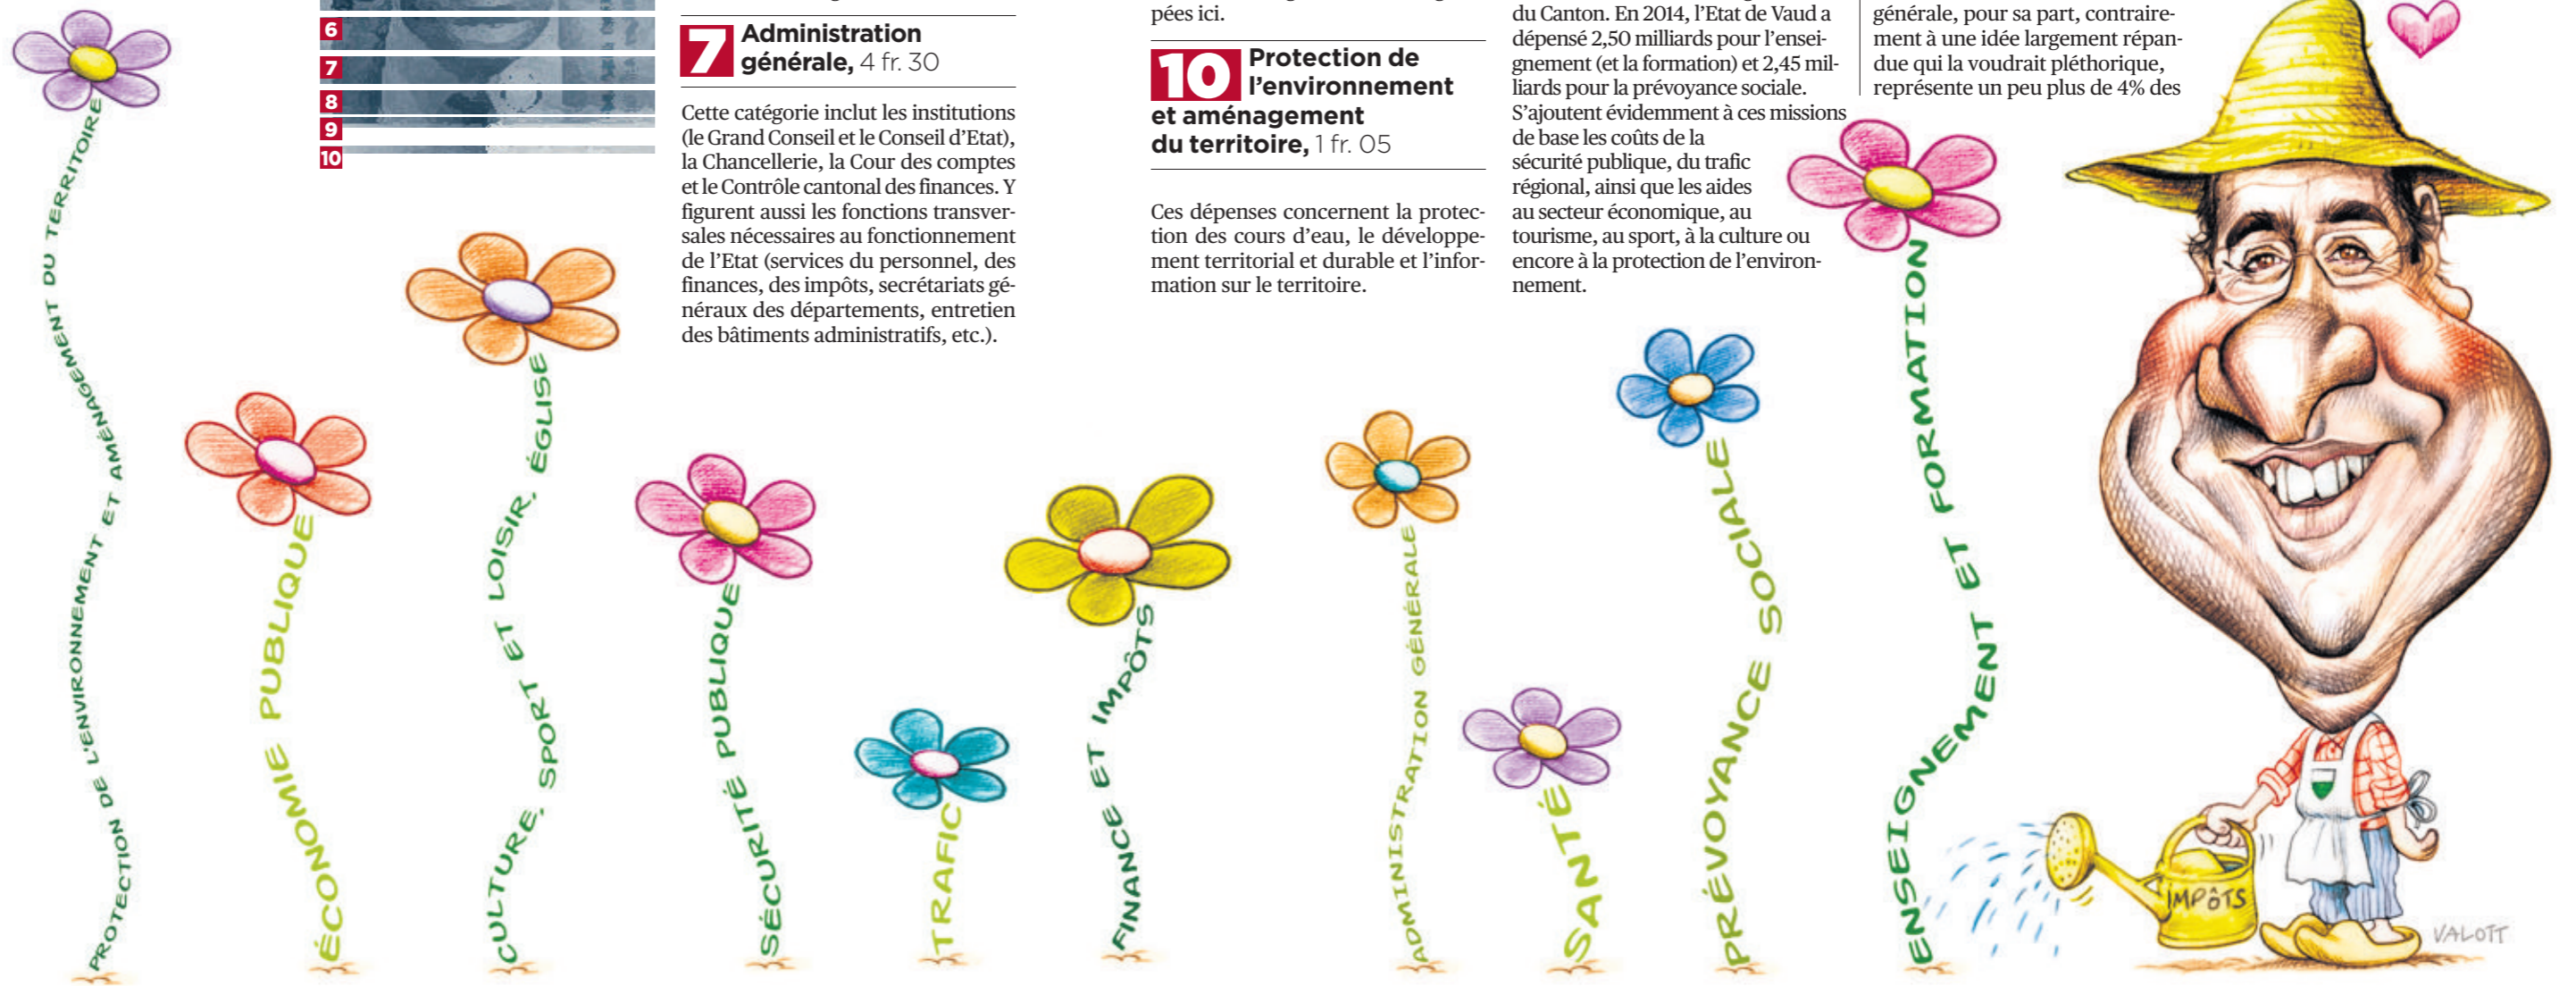 6
7
8
9
10
7 Administration
générale, 4 fr. 30
Cette catégorie inclut les institutions
(le Grand Conseil et le Conseil d’Etat),
la Chancellerie, la Cour des comptes
et le Contrôle cantonal des finances. Y
figurent aussi les fonctions transver-
sales nécessaires au fonctionnement
de l’Etat (services du personnel, des
finances, des impôts, secrétariats gé-
néraux des départements, entretien
des bâtiments administratifs, etc.).
pées ici.
10 Protection de
l’environnement
et aménagement
du territoire, 1 fr. 05
Ces dépenses concernent la protec-
tion des cours d’eau, le développe-
ment territorial et durable et l’infor-
mation sur le territoire.
du Canton. En 2014, l’Etat de Vaud a
dépensé 2,50 milliards pour l’ensei-
gnement (et la formation) et 2,45 mil-
liards pour la prévoyance sociale.
S’ajoutent évidemment à ces missions
de base les coûts de la
sécurité publique, du trafic
régional, ainsi que les aides
au secteur économique, au
tourisme, au sport, à la culture ou
encore à la protection de l’environ-
nement.
générale, pour sa part, contraire-
ment à une idée largement répan-
due qui la voudrait pléthorique,
représente un peu plus de 4% des
PROTECTION DE L'ENVIRONNEMENT ET AMÉNAGEMENT DU TERRITOIRE
ÉCONOMIE PUBLIQUE
CULTURE, SPORT ET LOISIR, ÉGLISE
SÉCURITÉ PUBLIQUE
TRAFIC
FINANCE ET IMPÔTS
ADMINISTRATION GÉNÉRALE
SANTÉ
PRÉVOYANCE SOCIALE
ENSEIGNEMENT ET FORMATION
IMPÔTS
VALOTT